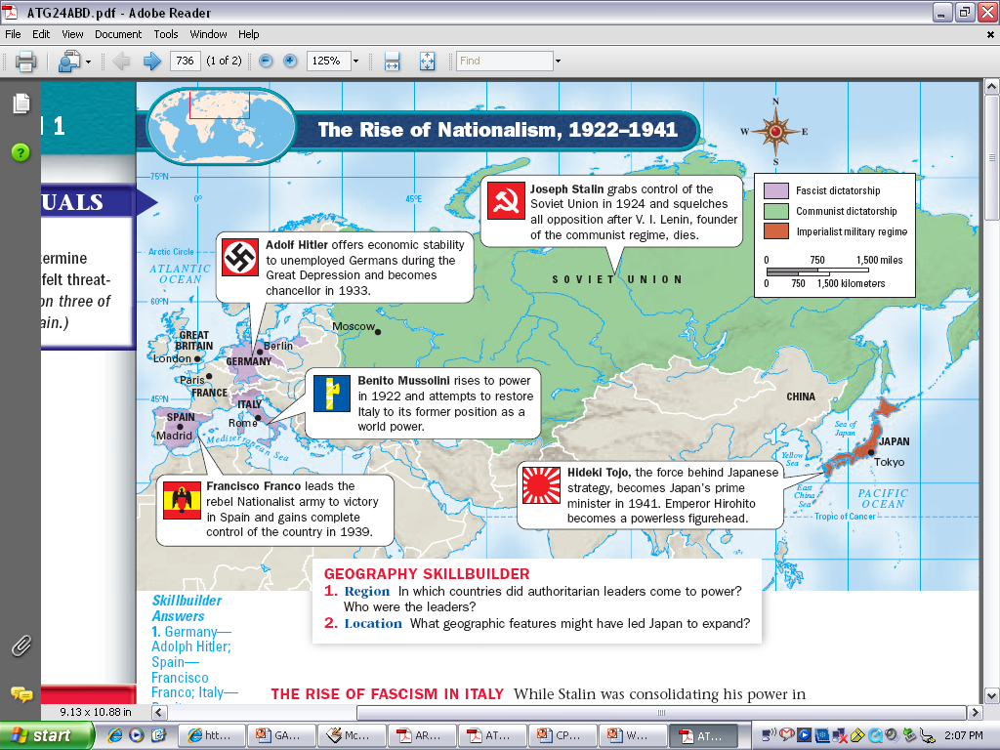 ATG24ABD.pdf - Adobe Reader
File Edit View Document Tools Window Help
736 (1 of 2) 125% Find
1
UALS
termine
felt threat-
on three of
ain.)
The Rise of Nationalism, 1922–1941
N
W E
S
75°N
0°
45°E
Arctic Circle
ATLANTIC
OCEAN
60°N
45°N
Joseph Stalin grabs control of the
Soviet Union in 1924 and squelches
all opposition after V. I. Lenin, founder
of the communist regime, dies.
Fascist dictatorship
Communist dictatorship
Imperialist military regime
0 750 1,500 miles
0 750 1,500 kilometers
Adolf Hitler offers economic stability
to unemployed Germans during the
Great Depression and becomes
chancellor in 1933.
SOVIET UNION
Moscow
GREAT
BRITAIN
London
Berlin
GERMANY
Paris
FRANCE
ITALY
Rome
SPAIN
Madrid
Mediterranean Sea
Benito Mussolini rises to power
in 1922 and attempts to restore
Italy to its former position as a
world power.
CHINA
Sea of
Japan
JAPAN
Tokyo
Yellow
Sea
East
China
Sea
PACIFIC
OCEAN
Tropic of Cancer
Francisco Franco leads the
rebel Nationalist army to victory
in Spain and gains complete
control of the country in 1939.
Hideki Tojo, the force behind Japanese
strategy, becomes Japan's prime
minister in 1941. Emperor Hirohito
becomes a powerless figurehead.
GEOGRAPHY SKILLBUILDER
1. Region In which countries did authoritarian leaders come to power?
Who were the leaders?
2. Location What geographic features might have led Japan to expand?
Skillbuilder
Answers
1. Germany—
Adolph Hitler;
Spain—
Francisco
Franco; Italy—
THE RISE OF FASCISM IN ITALY While Stalin was consolidating his power in
9.13 x 10.88 in
start htt... GA... Mc... AR... AT... CP... W... AT... 2:07 PM